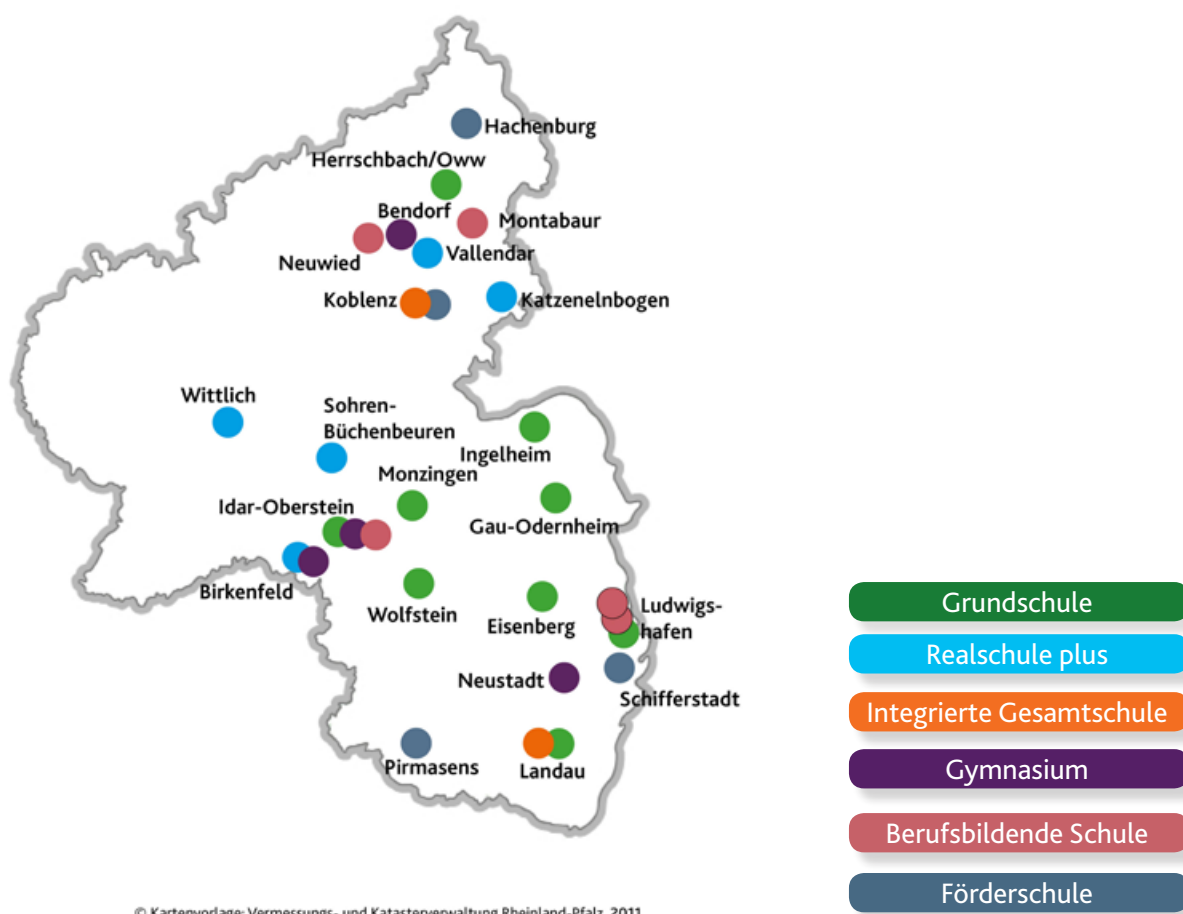 Hachenburg
Herrschbach/Oww
Bendorf
Montabaur
Neuwied
Vallendar
Koblenz
Katzenelnbogen
Wittlich
Sohren-
Büchenbeuren
Ingelheim
Monzingen
Idar-Oberstein
Gau-Odernheim
Birkenfeld
Wolfstein
Eisenberg
Ludwigs-
hafen
Neustadt
Schifferstadt
Pirmasens
Landau
Grundschule
Realschule plus
Integrierte Gesamtschule
Gymnasium
Berufsbildende Schule
Förderschule
© Kartenvorlage: Vermessungs- und Katasterverwaltung Rheinland-Pfalz, 2011